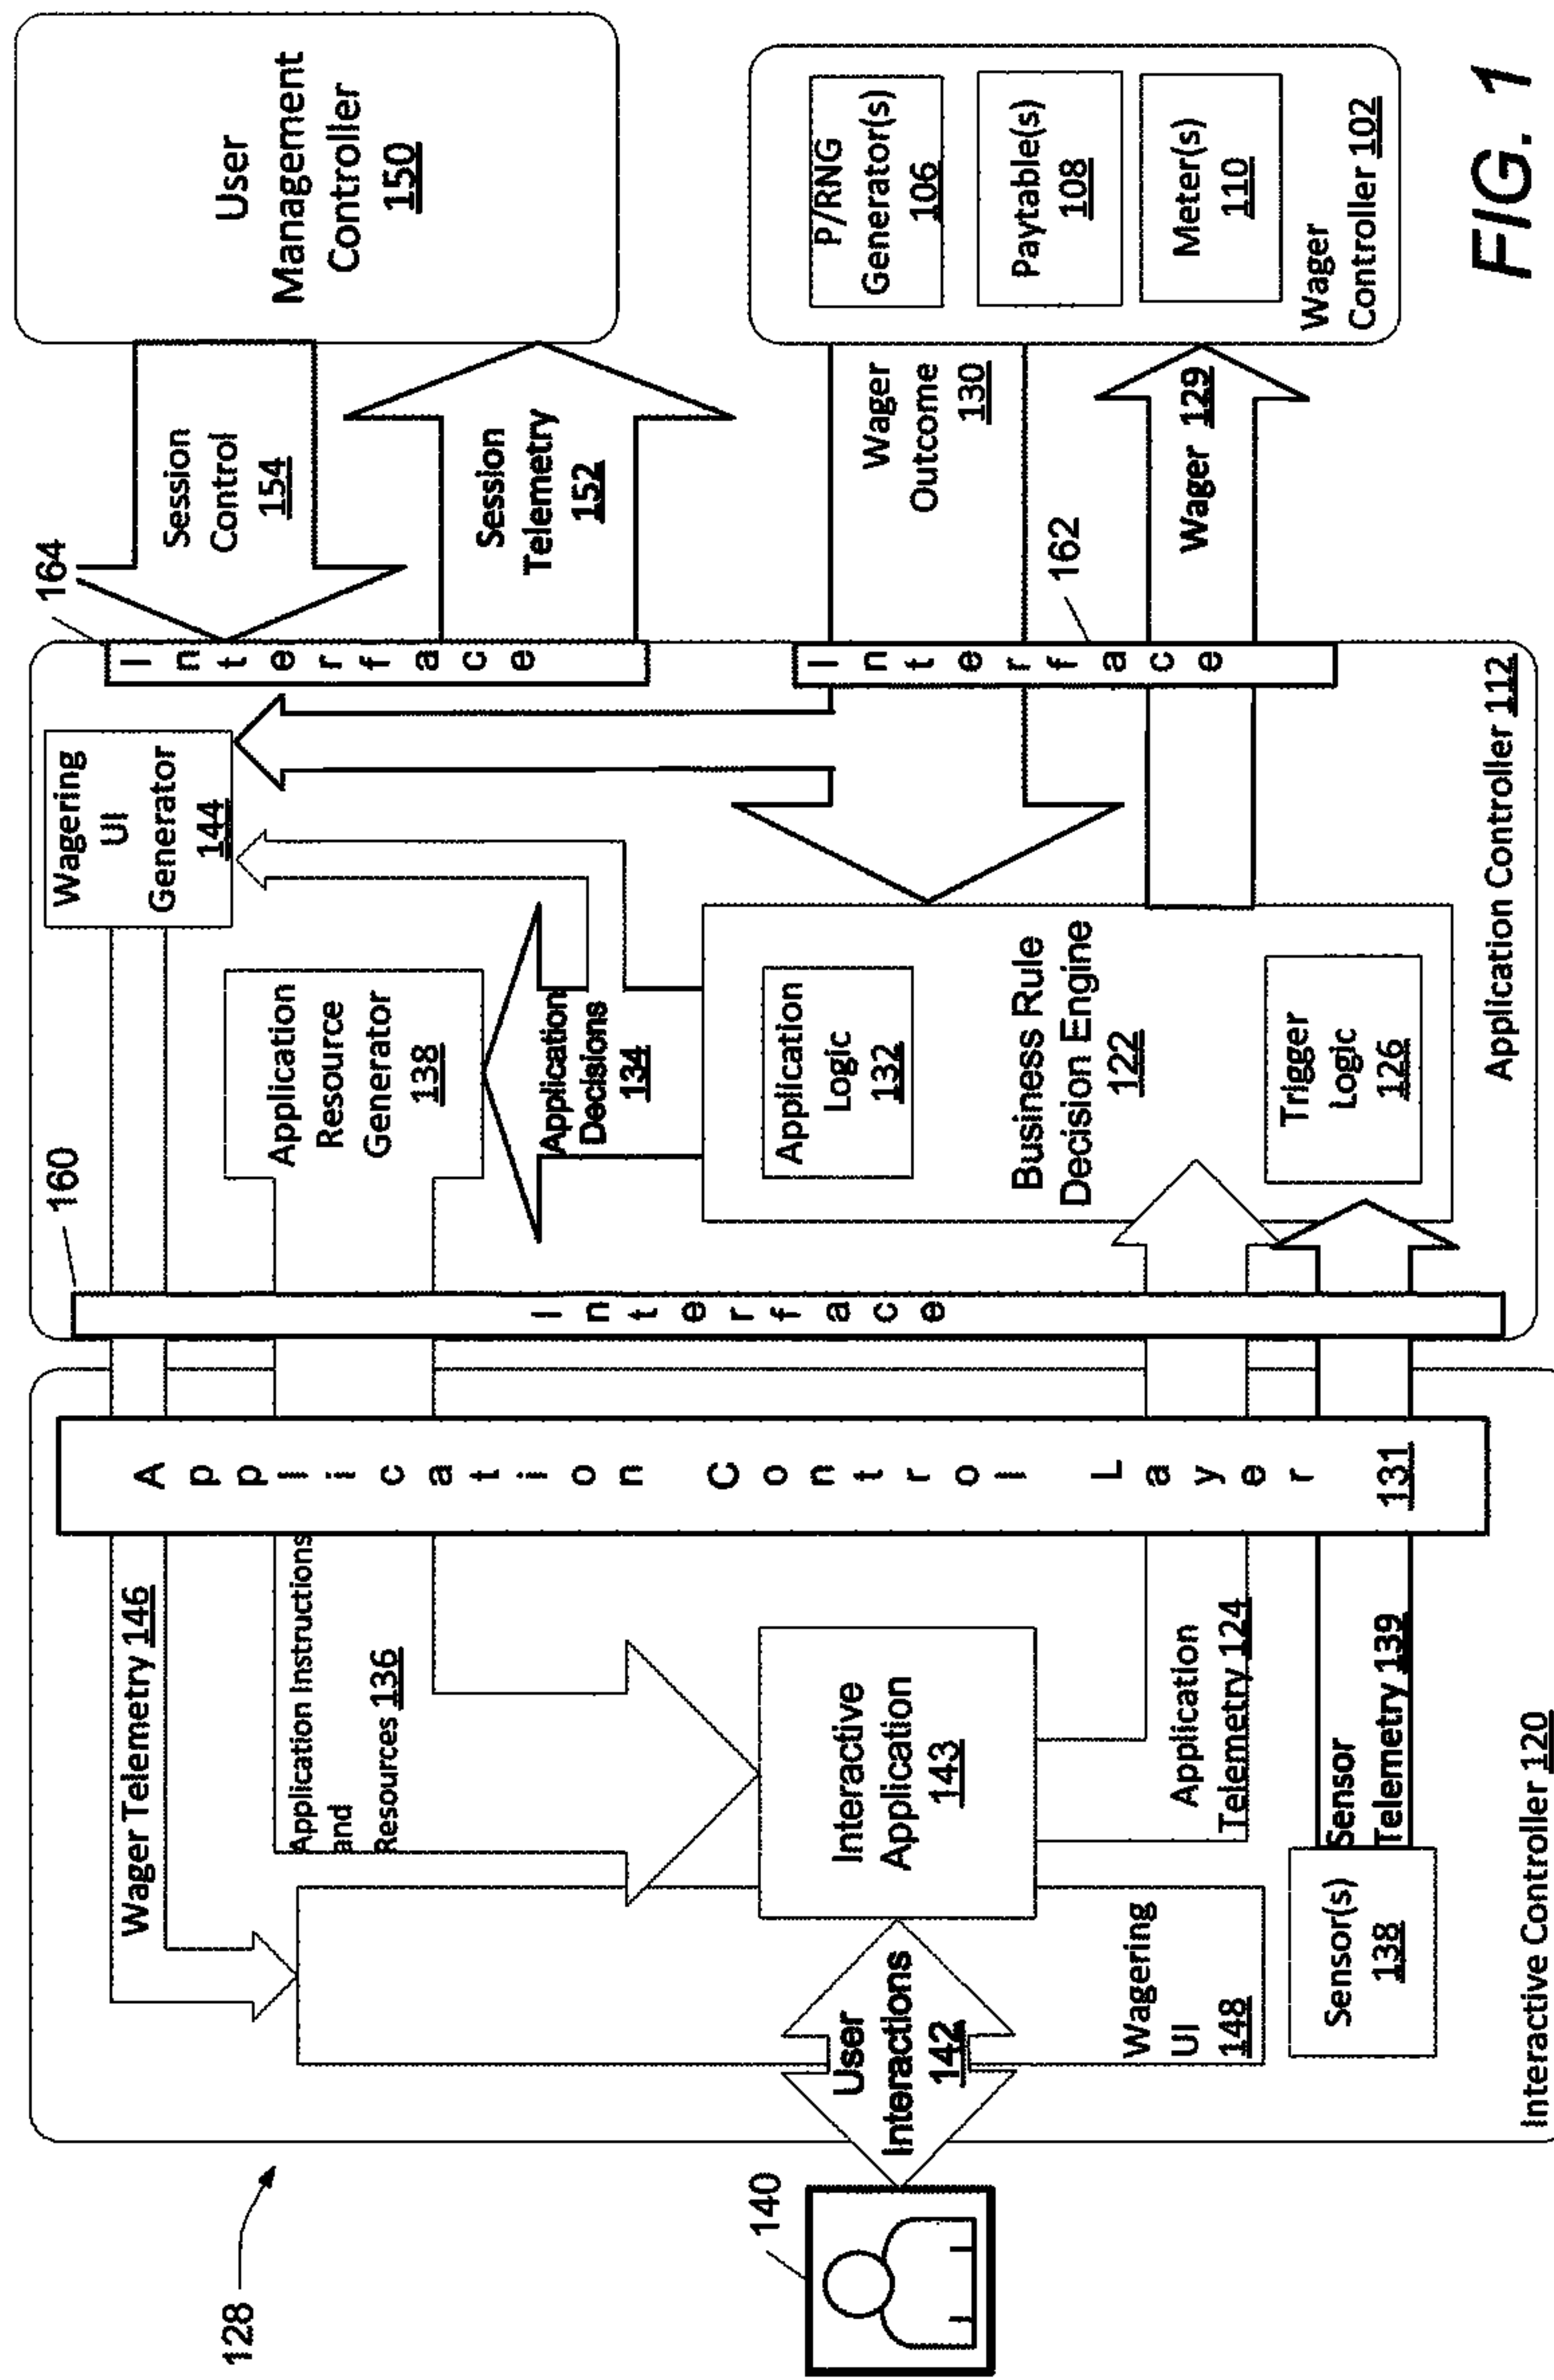 128
140
User
Interactions
142
Wager Telemetry 146
Application Instructions
and
Resources 136
Interactive
Application
143
Application
Telemetry 124
Wagering
UI
148
Sensor(s)
138
Sensor
Telemetry 139
Interactive Controller 120
Application Control Layer
131
160
Interface
Application
Resource
Generator
138
Wagering
UI
Generator
144
Application
Decisions
134
Application
Logic
132
Business Rule
Decision Engine
122
Trigger
Logic
126
Application Controller 112
164
Interface
162
Interface
Session
Control
154
Session
Telemetry
152
Wager
Outcome
130
Wager 129
User
Management
Controller
150
P/RNG
Generator(s)
106
Paytable(s)
108
Meter(s)
110
Wager
Controller 102
FIG. 1